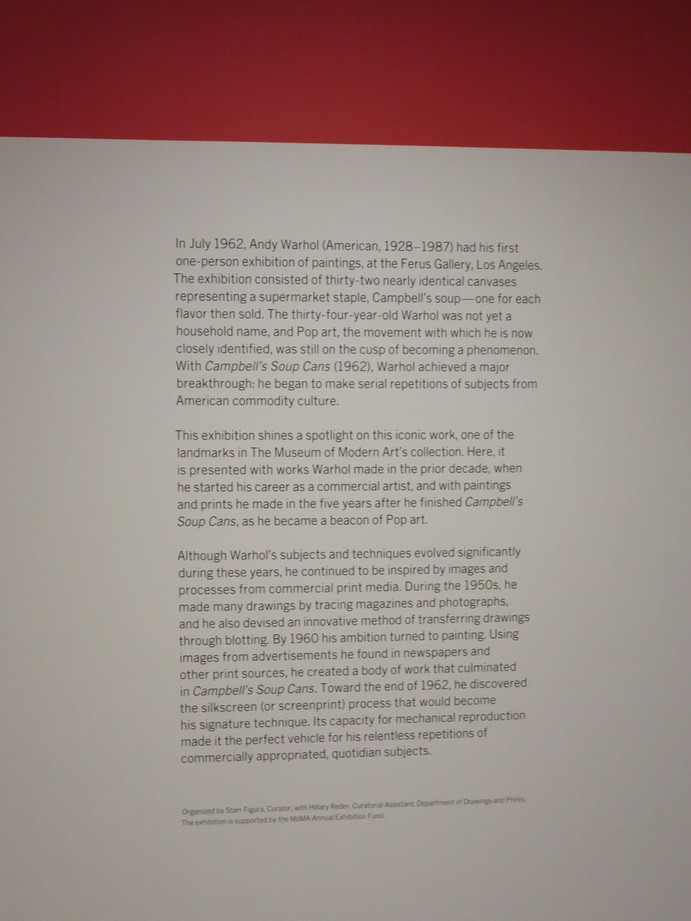 In July 1962, Andy Warhol (American, 1928–1987) had his first
one-person exhibition of paintings, at the Ferus Gallery, Los Angeles.
The exhibition consisted of thirty-two nearly identical canvases
representing a supermarket staple, Campbell's soup—one for each
flavor then sold. The thirty-four-year-old Warhol was not yet a
household name, and Pop art, the movement with which he is now
closely identified, was still on the cusp of becoming a phenomenon.
With Campbell's Soup Cans (1962), Warhol achieved a major
breakthrough: he began to make serial repetitions of subjects from
American commodity culture.
This exhibition shines a spotlight on this iconic work, one of the
landmarks in The Museum of Modern Art's collection. Here, it
is presented with works Warhol made in the prior decade, when
he started his career as a commercial artist, and with paintings
and prints he made in the five years after he finished Campbell's
Soup Cans, as he became a beacon of Pop art.
Although Warhol's subjects and techniques evolved significantly
during these years, he continued to be inspired by images and
processes from commercial print media. During the 1950s, he
made many drawings by tracing magazines and photographs,
and he also devised an innovative method of transferring drawings
through blotting. By 1960 his ambition turned to painting. Using
images from advertisements he found in newspapers and
other print sources, he created a body of work that culminated
in Campbell's Soup Cans. Toward the end of 1962, he discovered
the silkscreen (or screenprint) process that would become
his signature technique. Its capacity for mechanical reproduction
made it the perfect vehicle for his relentless repetitions of
commercially appropriated, quotidian subjects.
Organized by Starr Figura, Curator, with Hillary Reder, Curatorial Assistant, Department of Drawings and Prints.
The exhibition is supported by the MoMA Annual Exhibition Fund.